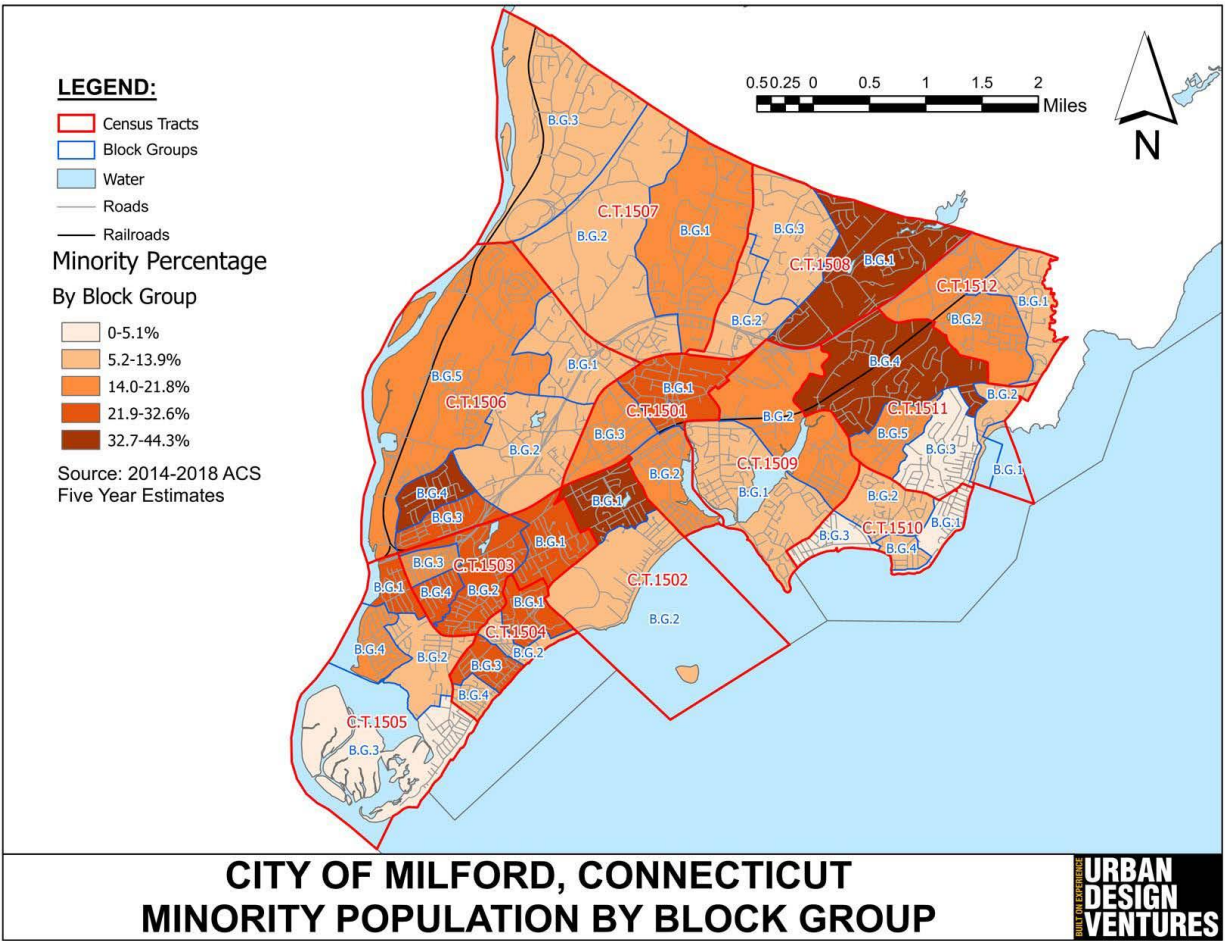 LEGEND:
Census Tracts
Block Groups
Water
Roads
Railroads
Minority Percentage
By Block Group
0-5.1%
5.2-13.9%
14.0-21.8%
21.9-32.6%
32.7-44.3%
Source: 2014-2018 ACS
Five Year Estimates
0.5 0.25 0 0.5 1 1.5 2
Miles
N
B.G.3
C.T.1507
B.G.2
B.G.1
B.G.3
C.T.1508
B.G.1
B.G.2
C.T.1512
B.G.1
B.G.2
B.G.5
C.T.1506
B.G.1
B.G.2
B.G.4
B.G.3
B.G.1
C.T.1501
B.G.3
B.G.2
B.G.4
C.T.1511
B.G.5
B.G.3
B.G.2
B.G.1
B.G.2
C.T.1509
B.G.1
B.G.2
C.T.1510
B.G.3
B.G.4
B.G.1
B.G.1
C.T.1502
B.G.2
B.G.1
B.G.3
C.T.1503
B.G.4
B.G.2
B.G.1
C.T.1504
B.G.2
B.G.3
B.G.4
B.G.1
B.G.4
B.G.2
C.T.1505
B.G.3
CITY OF MILFORD, CONNECTICUT
MINORITY POPULATION BY BLOCK GROUP
BUILT ON EXPERIENCE
URBAN
DESIGN
VENTURES